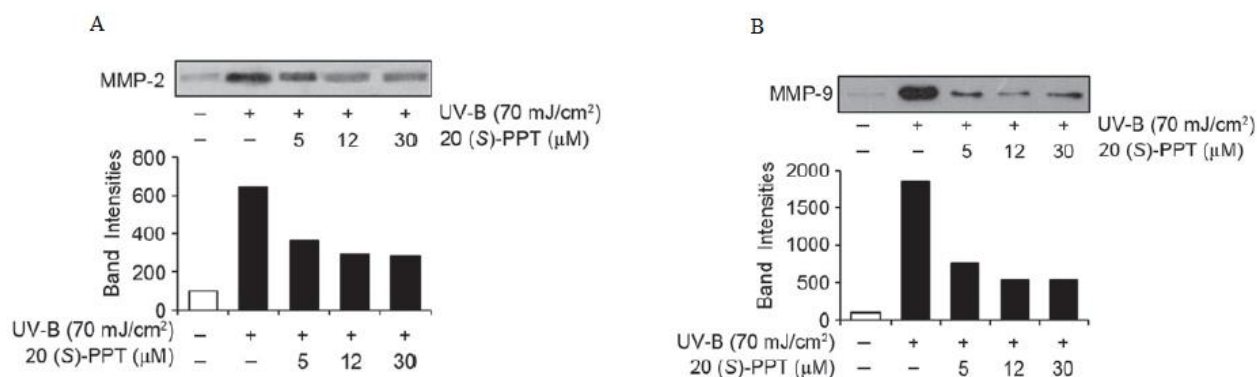 A
MMP-2
– + + + + UV-B (70 mJ/cm²)
– – 5 12 30 20 (S)-PPT (μM)
Band Intensities
800
600
400
200
0
UV-B (70 mJ/cm²) – + + + +
20 (S)-PPT (μM) – – 5 12 30
B
MMP-9
– + + + + UV-B (70 mJ/cm²)
– – 5 12 30 20 (S)-PPT (μM)
Band Intensities
2000
1500
1000
500
0
UV-B (70 mJ/cm²) – + + + +
20 (S)-PPT (μM) – – 5 12 30